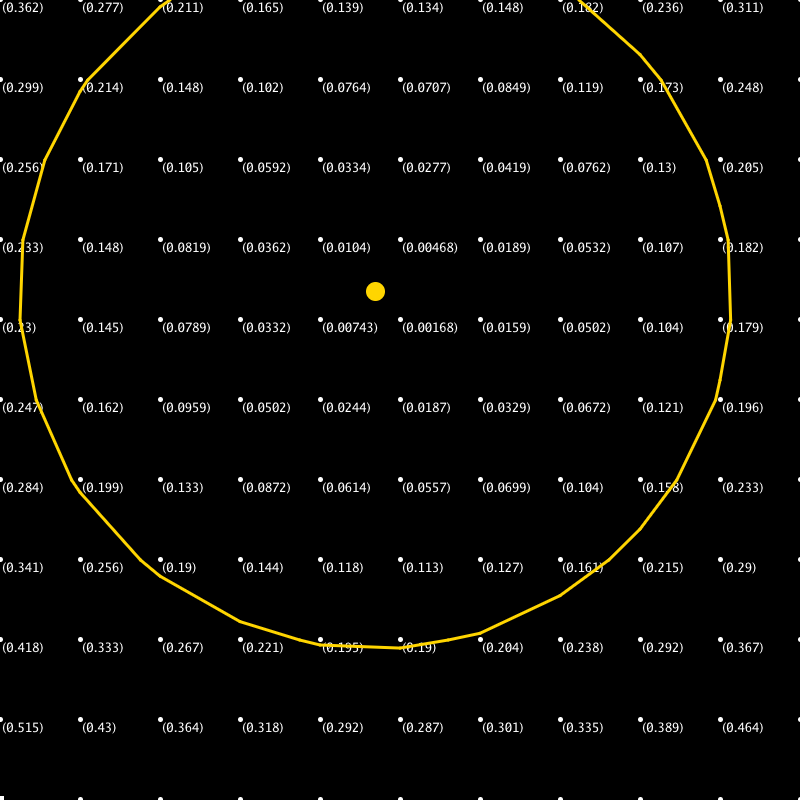 (0.362) (0.277) (0.211) (0.165) (0.139) (0.134) (0.148) (0.182) (0.236) (0.311)
(0.299) (0.214) (0.148) (0.102) (0.0764) (0.0707) (0.0849) (0.119) (0.173) (0.248)
(0.256) (0.171) (0.105) (0.0592) (0.0334) (0.0277) (0.0419) (0.0762) (0.13) (0.205)
(0.233) (0.148) (0.0819) (0.0362) (0.0104) (0.00468) (0.0189) (0.0532) (0.107) (0.182)
(0.23) (0.145) (0.0789) (0.0332) (0.00743) (0.00168) (0.0159) (0.0502) (0.104) (0.179)
(0.247) (0.162) (0.0959) (0.0502) (0.0244) (0.0187) (0.0329) (0.0672) (0.121) (0.196)
(0.284) (0.199) (0.133) (0.0872) (0.0614) (0.0557) (0.0699) (0.104) (0.158) (0.233)
(0.341) (0.256) (0.19) (0.144) (0.118) (0.113) (0.127) (0.161) (0.215) (0.29)
(0.418) (0.333) (0.267) (0.221) (0.195) (0.19) (0.204) (0.238) (0.292) (0.367)
(0.515) (0.43) (0.364) (0.318) (0.292) (0.287) (0.301) (0.335) (0.389) (0.464)